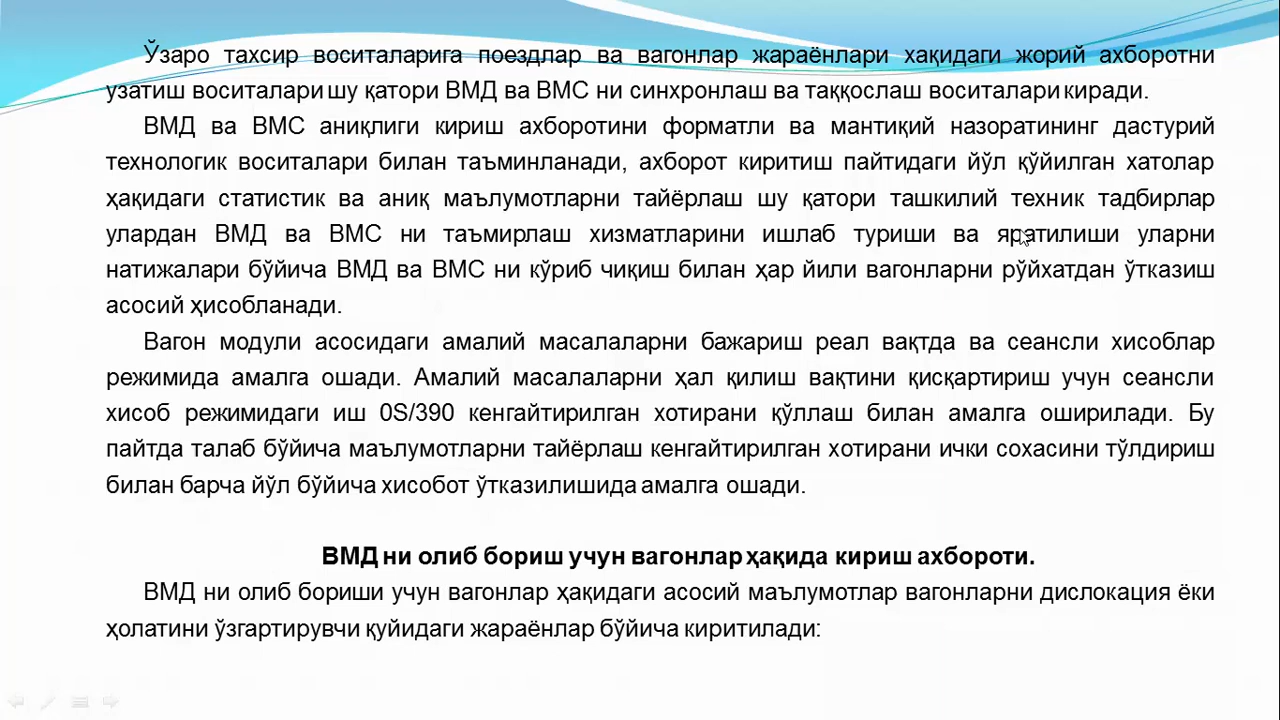 Ўзаро тахсир воситаларига поездлар ва вагонлар жараёнлари хақидаги жорий ахборотни
узатиш воситалари шу қатори ВМД ва ВМС ни синхронлаш ва таққослаш воситалари киради.
ВМД ва ВМС аниқлиги кириш ахборотини форматли ва мантиқий назоратининг дастурий
технологик воситалари билан таъминланади, ахборот киритиш пайтидаги йўл қўйилган хатолар
ҳақидаги статистик ва аниқ маълумотларни тайёрлаш шу қатори ташкилий техник тадбирлар
улардан ВМД ва ВМС ни таъмирлаш хизматларини ишлаб туриши ва яратилиши уларни
натижалари бўйича ВМД ва ВМС ни кўриб чиқиш билан ҳар йили вагонларни рўйхатдан ўтказиш
асосий ҳисобланади.
Вагон модули асосидаги амалий масалаларни бажариш реал вақтда ва сеансли хисоблар
режимида амалга ошади. Амалий масалаларни ҳал қилиш вақтини қисқартириш учун сеансли
хисоб режимидаги иш 0S/390 кенгайтирилган хотирани қўллаш билан амалга оширилади. Бу
пайтда талаб бўйича маълумотларни тайёрлаш кенгайтирилган хотирани ички сохасини тўлдириш
билан барча йўл бўйича хисобот ўтказилишида амалга ошади.
ВМД ни олиб бориш учун вагонлар ҳақида кириш ахбороти.
ВМД ни олиб бориши учун вагонлар ҳақидаги асосий маълумотлар вагонларни дислокация ёки
ҳолатини ўзгартирувчи қуйидаги жараёнлар бўйича киритилади: